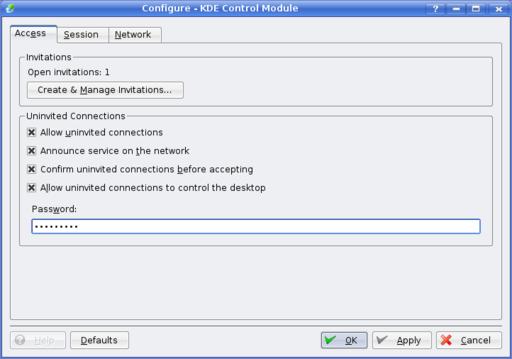 Configure - KDE Control Module
Access Session Network
Invitations
Open invitations: 1
Create & Manage Invitations...
Uninvited Connections
Allow uninvited connections
Announce service on the network
Confirm uninvited connections before accepting
Allow uninvited connections to control the desktop
Password:
•••••••••
Help Defaults OK Apply Cancel